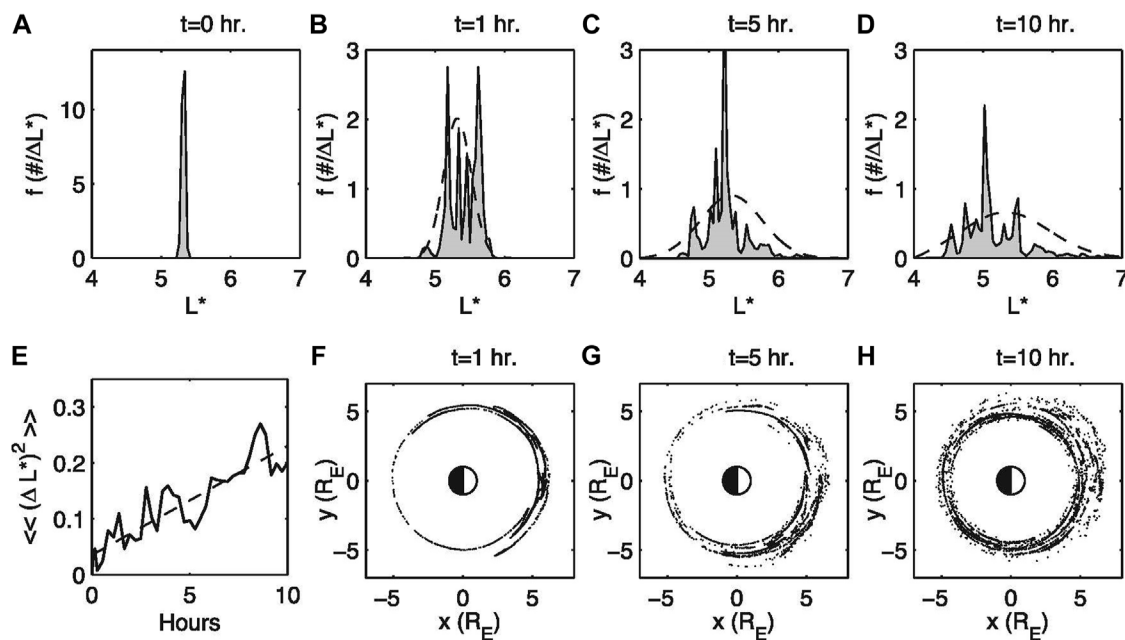 A t=0 hr.
f (#/ΔL*)
10
5
0
4 5 6 7
L*
B t=1 hr.
f (#/ΔL*)
3
2
1
0
4 5 6 7
L*
C t=5 hr.
f (#/ΔL*)
3
2
1
0
4 5 6 7
L*
D t=10 hr.
f (#/ΔL*)
3
2
1
0
4 5 6 7
L*
E
<< (Δ L*)² >>
0.3
0.2
0.1
0
0 5 10
Hours
F t=1 hr.
y (R_E)
5
0
−5
−5 0 5
x (R_E)
G t=5 hr.
y (R_E)
5
0
−5
−5 0 5
x (R_E)
H t=10 hr.
y (R_E)
5
0
−5
−5 0 5
x (R_E)